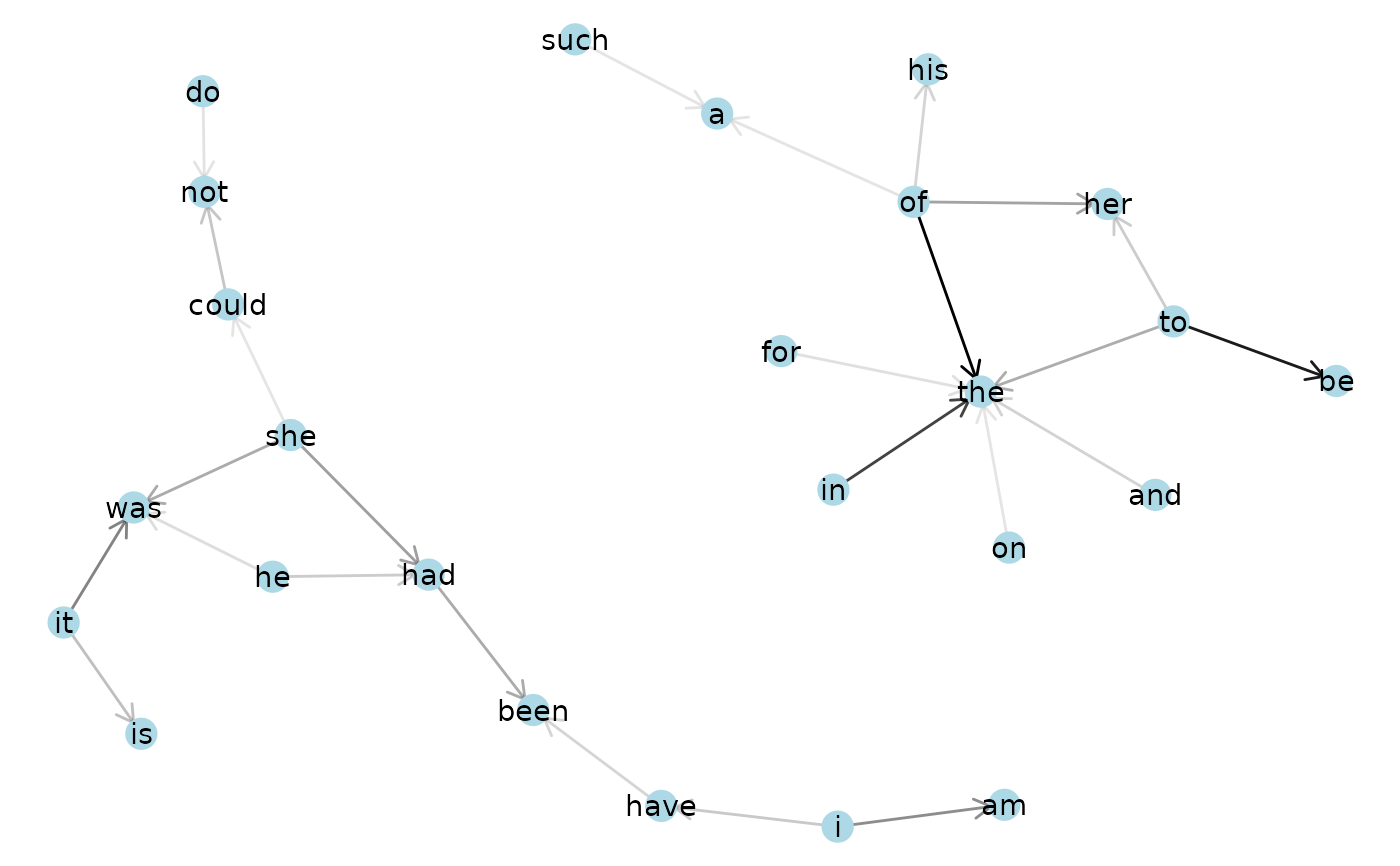 such
his
do
a
not
of
her
could
to
for
be
the
she
in
and
was
on
he
had
it
been
is
have
am
i